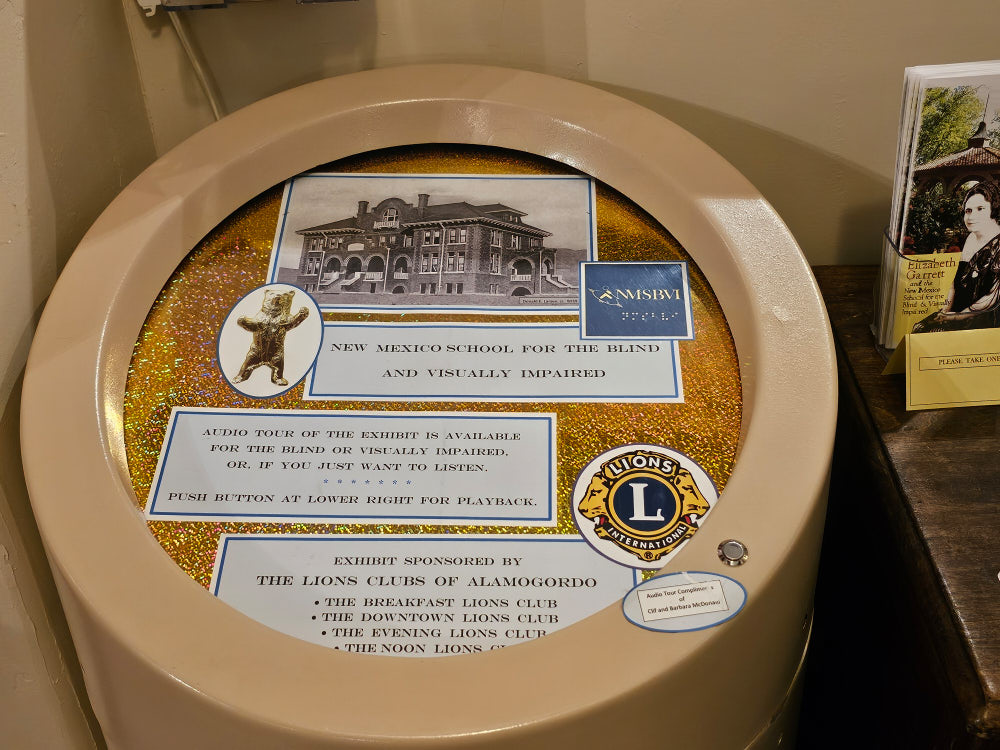 NMSBVI
NEW MEXICO SCHOOL FOR THE BLIND
AND VISUALLY IMPAIRED
AUDIO TOUR OF THE EXHIBIT IS AVAILABLE
FOR THE BLIND OR VISUALLY IMPAIRED,
OR, IF YOU JUST WANT TO LISTEN.
* * * * * * *
PUSH BUTTON AT LOWER RIGHT FOR PLAYBACK.
LIONS
L
INTERNATIONAL
®
EXHIBIT SPONSORED BY
THE LIONS CLUBS OF ALAMOGORDO
• THE BREAKFAST LIONS CLUB
• THE DOWNTOWN LIONS CLUB
• THE EVENING LIONS CLUB
• THE NOON LIONS
Audio Tour
of
Clif and Barbara McDonald
Elizabeth
Garrett
and the
New Mexico
School for the
Blind & Visually
Impaired
PLEASE TAKE ONE